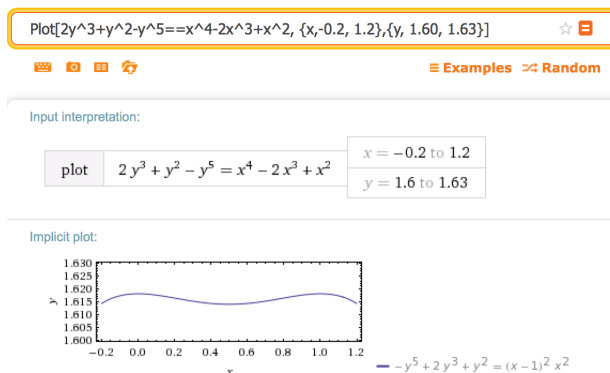 Plot[2y^3+y^2-y^5==x^4-2x^3+x^2, {x,-0.2, 1.2},{y, 1.60, 1.63}]
Examples Random
Input interpretation:
plot 2 y³ + y² − y⁵ = x⁴ − 2 x³ + x² x = −0.2 to 1.2
y = 1.6 to 1.63
Implicit plot:
1.630
1.625
1.620
y 1.615
1.610
1.605
1.600
−0.2 0.0 0.2 0.4 0.6 0.8 1.0 1.2
x
− y⁵ + 2 y³ + y² = (x − 1)² x²